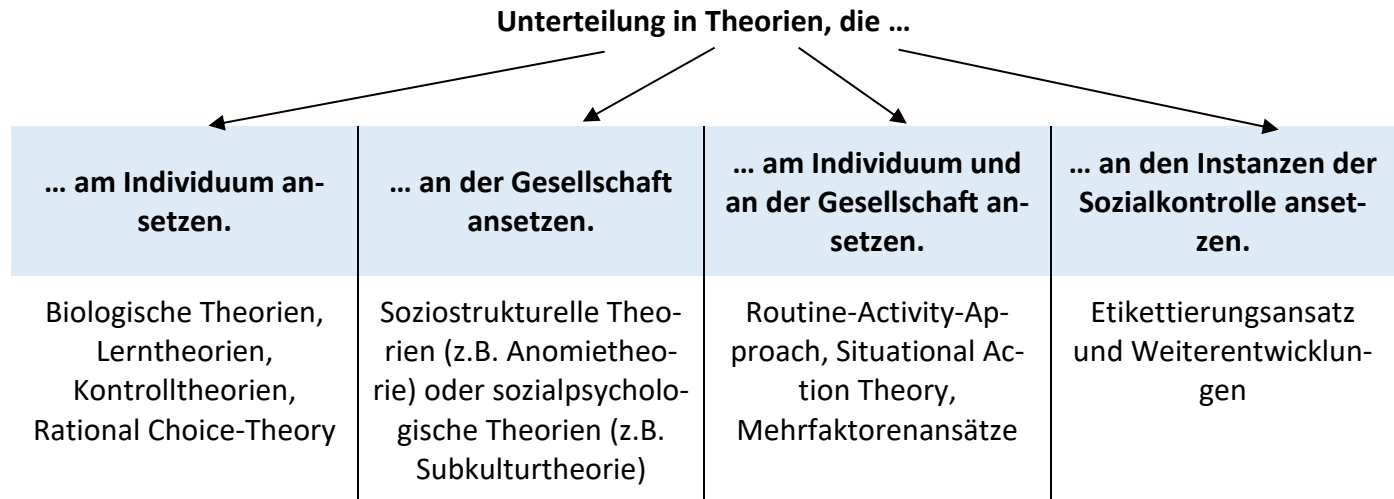 Unterteilung in Theorien, die …
… am Individuum an-
setzen.
… an der Gesellschaft
ansetzen.
… am Individuum und
an der Gesellschaft an-
setzen.
… an den Instanzen der
Sozialkontrolle anset-
zen.
Biologische Theorien,
Lerntheorien,
Kontrolltheorien,
Rational Choice-Theory
Soziostrukturelle Theo-
rien (z.B. Anomietheo-
rie) oder sozialpsycholo-
gische Theorien (z.B.
Subkulturtheorie)
Routine-Activity-Ap-
proach, Situational Ac-
tion Theory,
Mehrfaktorenansätze
Etikettierungsansatz
und Weiterentwicklun-
gen